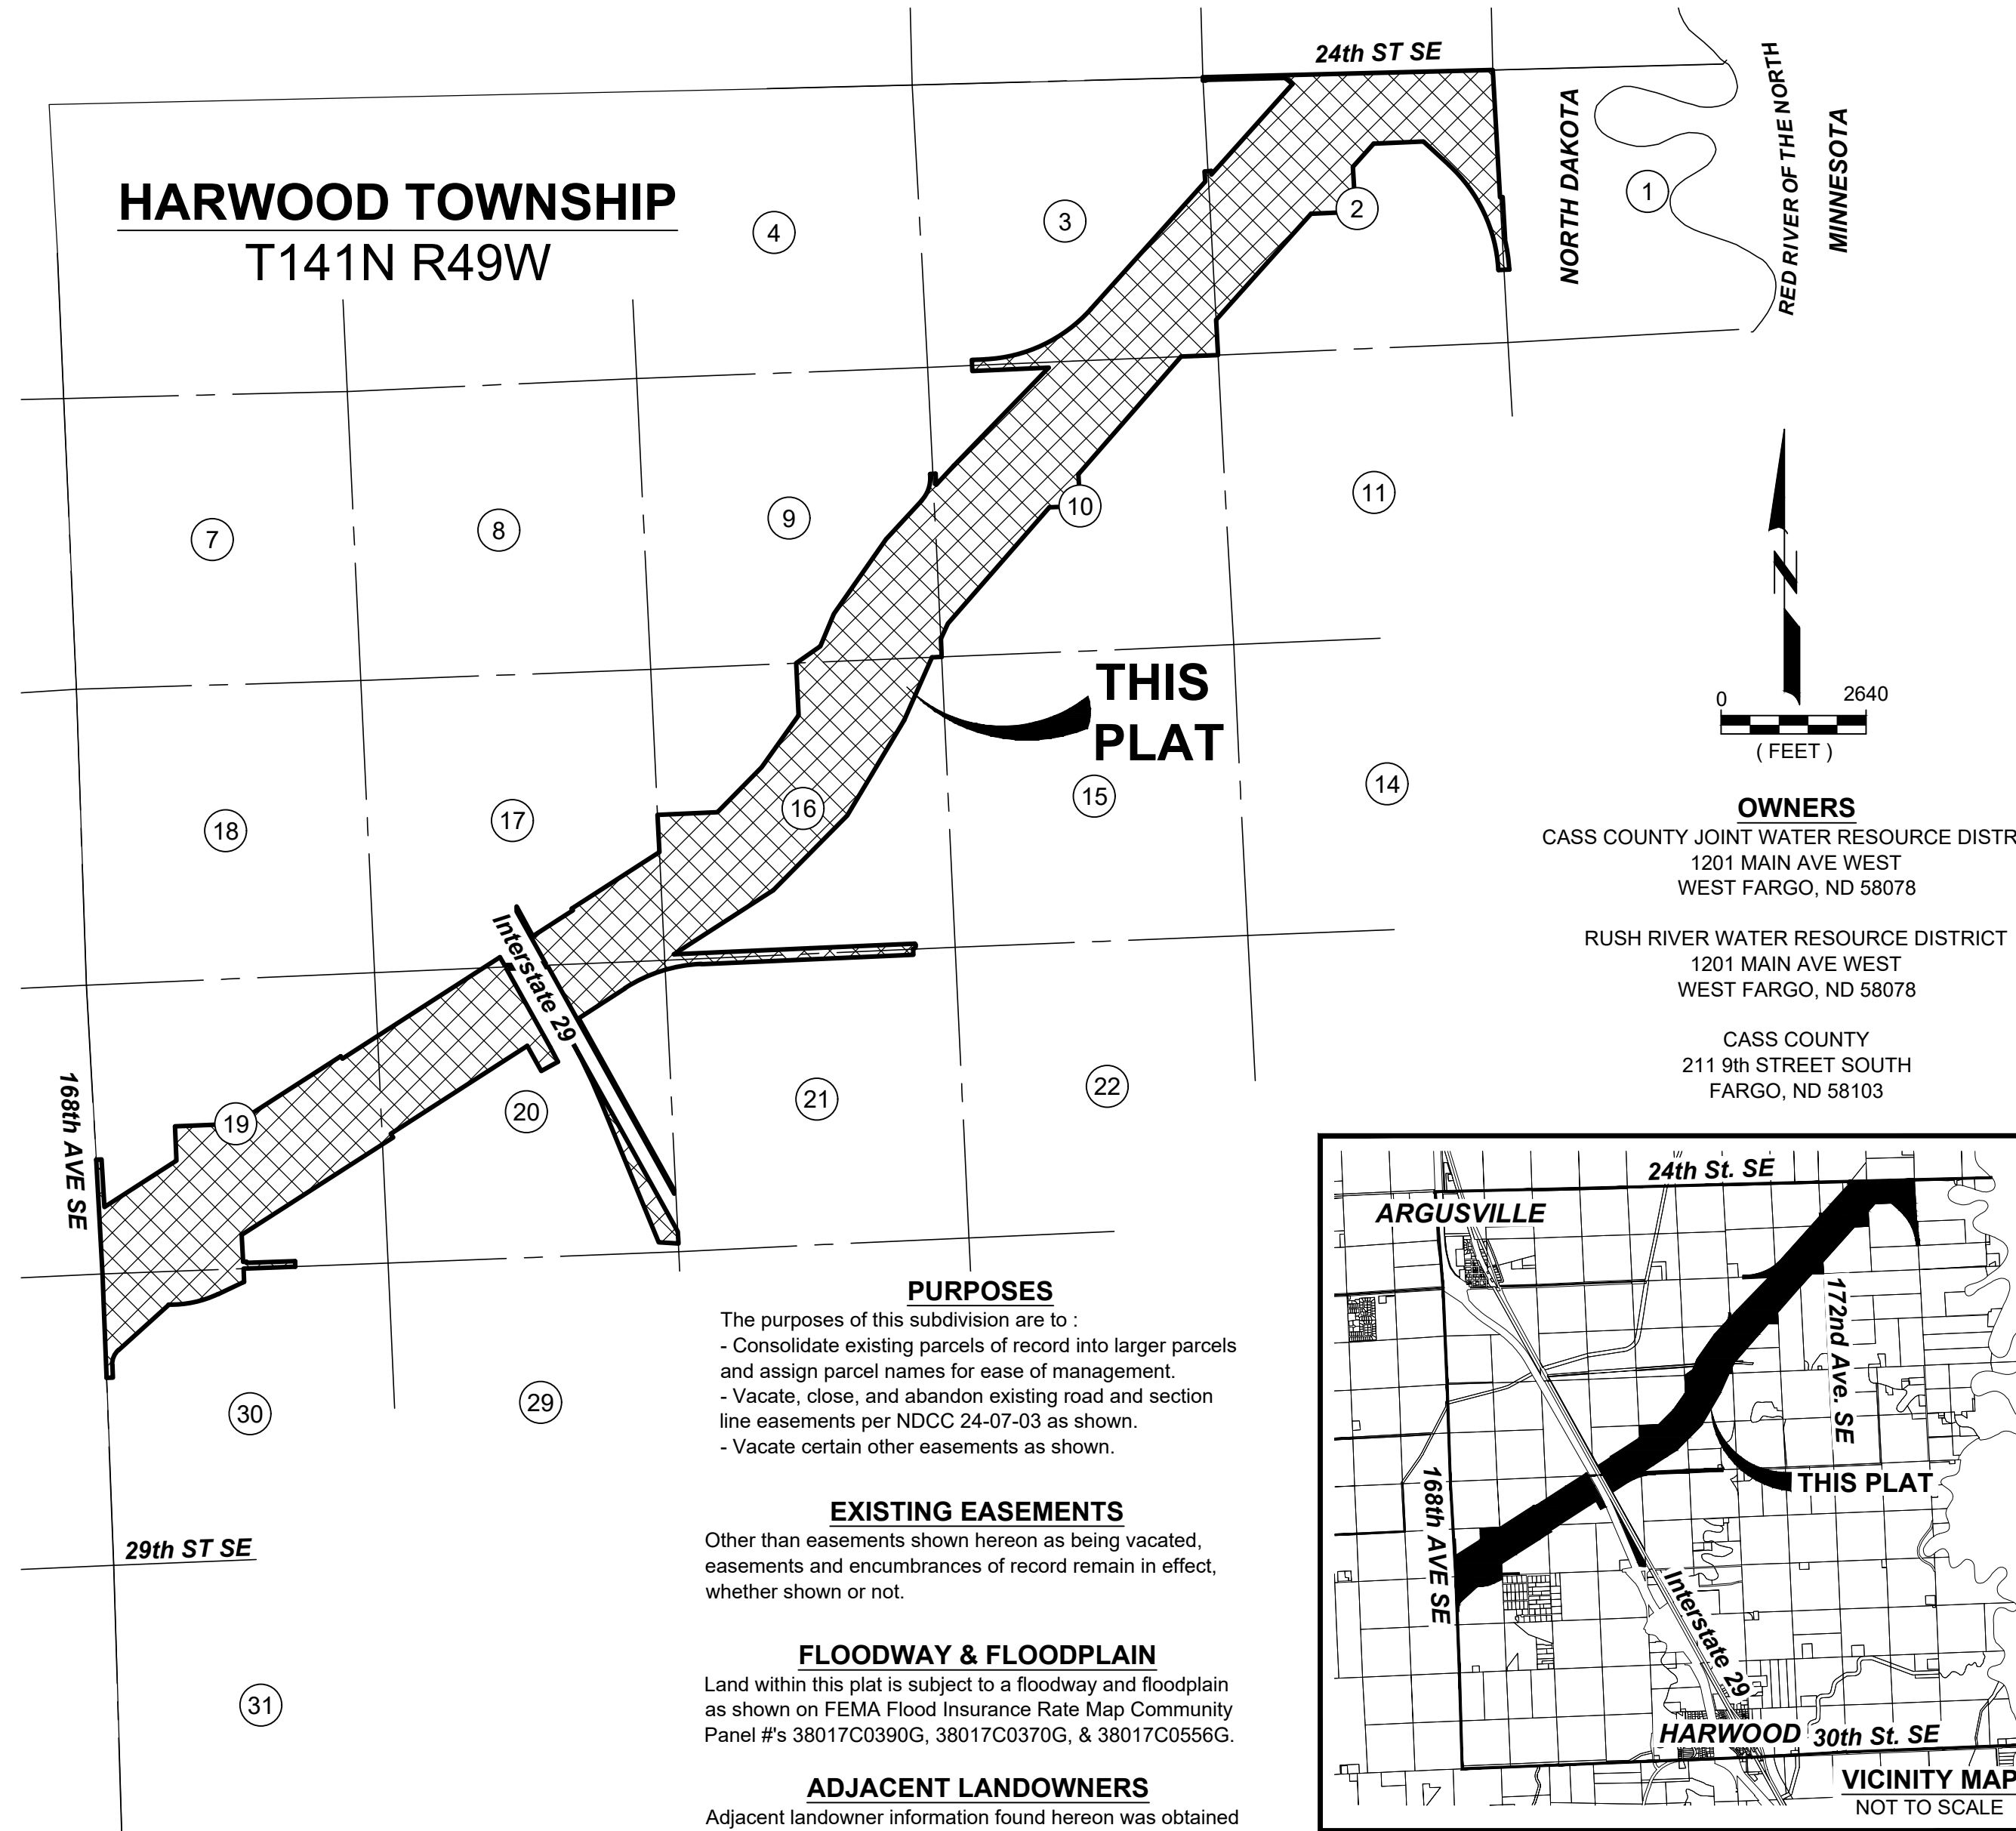 24th ST SE
HARWOOD TOWNSHIP
T141N R49W
NORTH DAKOTA
RED RIVER OF THE NORTH
MINNESOTA
4
3
2
1
7
8
9
10
11
THIS
PLAT
0 2640
( FEET )
18
17
16
15
14
OWNERS
CASS COUNTY JOINT WATER RESOURCE DISTR
1201 MAIN AVE WEST
WEST FARGO, ND 58078
RUSH RIVER WATER RESOURCE DISTRICT
1201 MAIN AVE WEST
WEST FARGO, ND 58078
CASS COUNTY
211 9th STREET SOUTH
FARGO, ND 58103
Interstate 29
168th AVE SE
19
20
21
22
30
29
29th ST SE
31
PURPOSES
The purposes of this subdivision are to :
- Consolidate existing parcels of record into larger parcels
and assign parcel names for ease of management.
- Vacate, close, and abandon existing road and section
line easements per NDCC 24-07-03 as shown.
- Vacate certain other easements as shown.
EXISTING EASEMENTS
Other than easements shown hereon as being vacated,
easements and encumbrances of record remain in effect,
whether shown or not.
FLOODWAY & FLOODPLAIN
Land within this plat is subject to a floodway and floodplain
as shown on FEMA Flood Insurance Rate Map Community
Panel #'s 38017C0390G, 38017C0370G, & 38017C0556G.
ADJACENT LANDOWNERS
Adjacent landowner information found hereon was obtained
24th St. SE
ARGUSVILLE
172nd Ave. SE
THIS PLAT
168th AVE SE
Interstate 29
HARWOOD
30th St. SE
VICINITY MAP
NOT TO SCALE